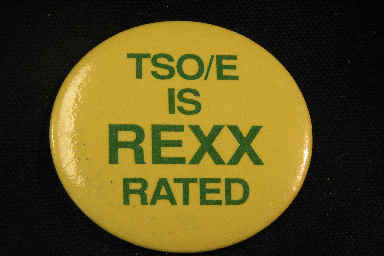 TSO/E
IS
REXX
RATED